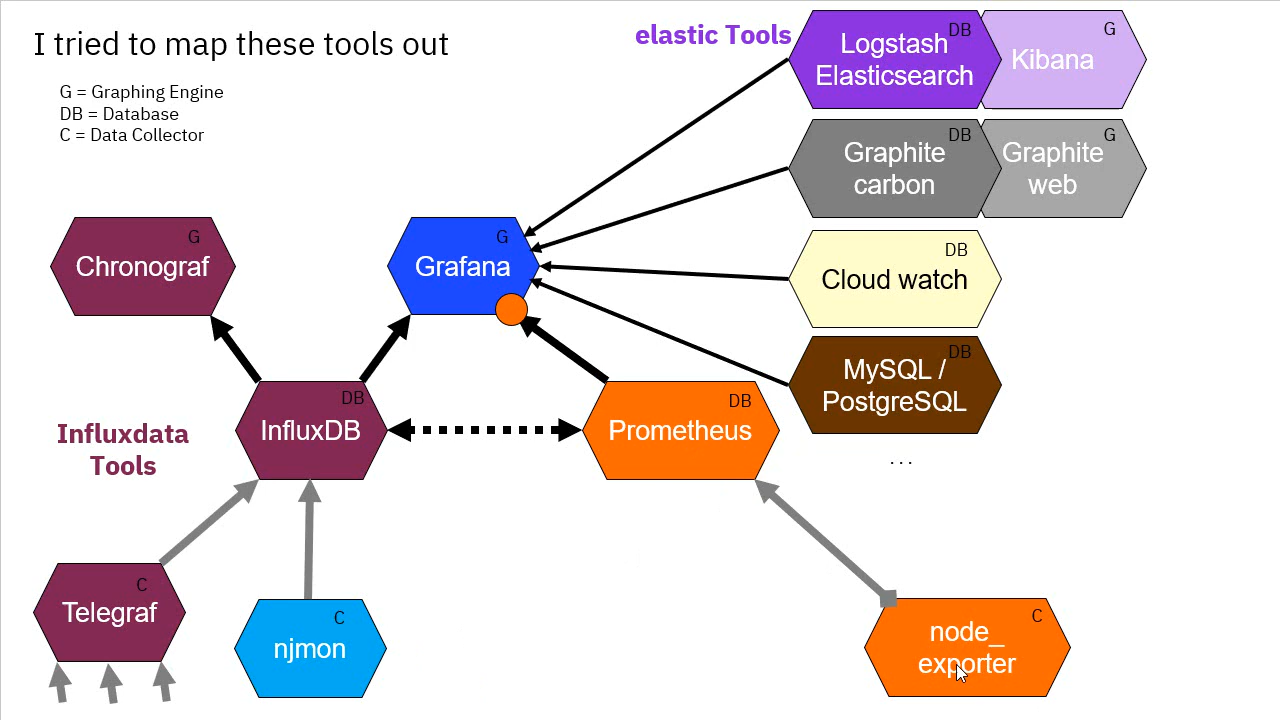 I tried to map these tools out
G = Graphing Engine
DB = Database
C = Data Collector
elastic Tools
DB
Logstash
Elasticsearch
G
Kibana
DB
Graphite
carbon
G
Graphite
web
G
Chronograf
G
Grafana
DB
Cloud watch
DB
MySQL /
PostgreSQL
...
Influxdata
Tools
DB
InfluxDB
DB
Prometheus
C
Telegraf
C
njmon
C
node_
exporter